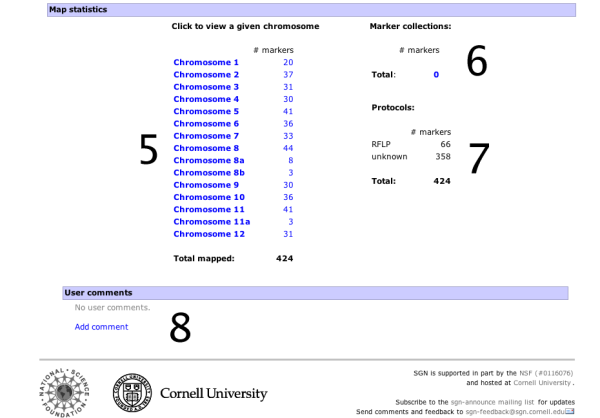 Map statistics
Click to view a given chromosome
# markers
Chromosome 1 20
Chromosome 2 37
Chromosome 3 31
Chromosome 4 30
Chromosome 5 41
Chromosome 6 36
Chromosome 7 33
Chromosome 8 44
Chromosome 8a 8
Chromosome 8b 3
Chromosome 9 30
Chromosome 10 36
Chromosome 11 41
Chromosome 11a 3
Chromosome 12 31
Total mapped: 424
5
Marker collections:
# markers
Total: 0
6
Protocols:
# markers
RFLP 66
unknown 358
Total: 424
7
User comments
No user comments.
Add comment
8
NATIONAL SCIENCE FOUNDATION
Cornell University
SGN is supported in part by the NSF (#0116076)
and hosted at Cornell University.
Subscribe to the sgn-announce mailing list for updates
Send comments and feedback to sgn-feedback@sgn.cornell.edu